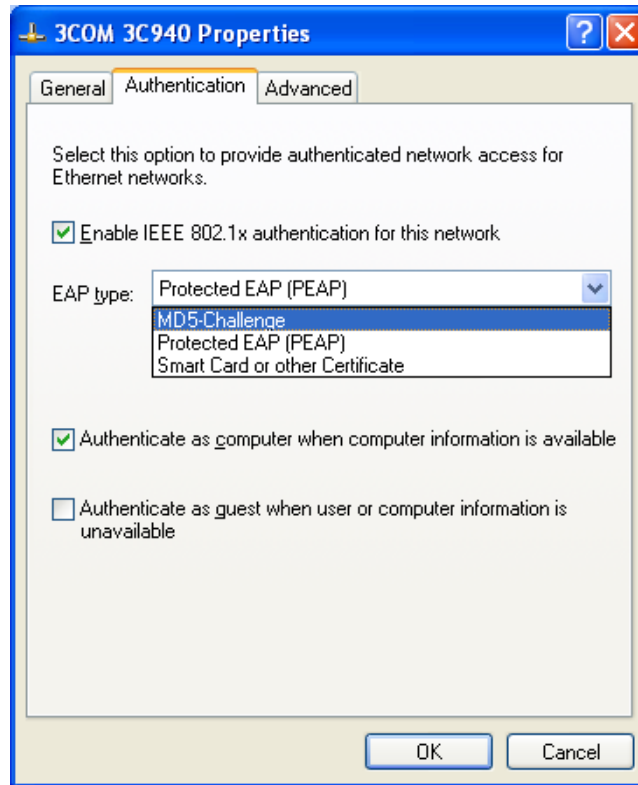 3COM 3C940 Properties
General Authentication Advanced
Select this option to provide authenticated network access for
Ethernet networks.
Enable IEEE 802.1x authentication for this network
EAP type: Protected EAP (PEAP)
MD5-Challenge
Protected EAP (PEAP)
Smart Card or other Certificate
Authenticate as computer when computer information is available
Authenticate as guest when user or computer information is
unavailable
OK Cancel